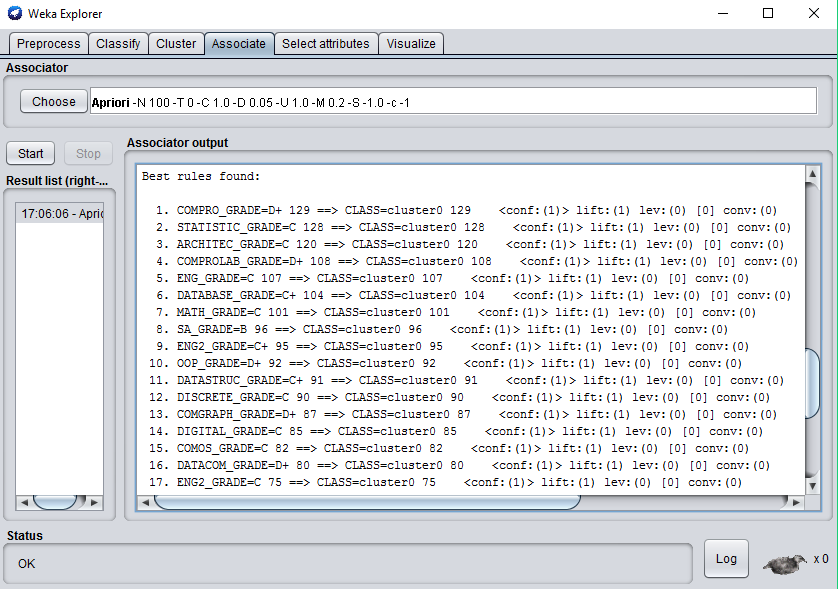 Weka Explorer
Preprocess Classify Cluster Associate Select attributes Visualize
Associator
Choose Apriori -N 100 -T 0 -C 1.0 -D 0.05 -U 1.0 -M 0.2 -S -1.0 -c -1
Start Stop
Result list (right-...
17:06:06 - Aprio
Associator output
Best rules found:
1. COMPRO_GRADE=D+ 129 ==> CLASS=cluster0 129 <conf:(1)> lift:(1) lev:(0) [0] conv:(0)
2. STATISTIC_GRADE=C 128 ==> CLASS=cluster0 128 <conf:(1)> lift:(1) lev:(0) [0] conv:(0)
3. ARCHITEC_GRADE=C 120 ==> CLASS=cluster0 120 <conf:(1)> lift:(1) lev:(0) [0] conv:(0)
4. COMPROLAB_GRADE=D+ 108 ==> CLASS=cluster0 108 <conf:(1)> lift:(1) lev:(0) [0] conv:(0)
5. ENG_GRADE=C 107 ==> CLASS=cluster0 107 <conf:(1)> lift:(1) lev:(0) [0] conv:(0)
6. DATABASE_GRADE=C+ 104 ==> CLASS=cluster0 104 <conf:(1)> lift:(1) lev:(0) [0] conv:(0)
7. MATH_GRADE=C 101 ==> CLASS=cluster0 101 <conf:(1)> lift:(1) lev:(0) [0] conv:(0)
8. SA_GRADE=B 96 ==> CLASS=cluster0 96 <conf:(1)> lift:(1) lev:(0) [0] conv:(0)
9. ENG2_GRADE=C+ 95 ==> CLASS=cluster0 95 <conf:(1)> lift:(1) lev:(0) [0] conv:(0)
10. OOP_GRADE=D+ 92 ==> CLASS=cluster0 92 <conf:(1)> lift:(1) lev:(0) [0] conv:(0)
11. DATASTRUC_GRADE=C+ 91 ==> CLASS=cluster0 91 <conf:(1)> lift:(1) lev:(0) [0] conv:(0)
12. DISCRETE_GRADE=C 90 ==> CLASS=cluster0 90 <conf:(1)> lift:(1) lev:(0) [0] conv:(0)
13. COMGRAPH_GRADE=D+ 87 ==> CLASS=cluster0 87 <conf:(1)> lift:(1) lev:(0) [0] conv:(0)
14. DIGITAL_GRADE=C 85 ==> CLASS=cluster0 85 <conf:(1)> lift:(1) lev:(0) [0] conv:(0)
15. COMOS_GRADE=C 82 ==> CLASS=cluster0 82 <conf:(1)> lift:(1) lev:(0) [0] conv:(0)
16. DATACOM_GRADE=D+ 80 ==> CLASS=cluster0 80 <conf:(1)> lift:(1) lev:(0) [0] conv:(0)
17. ENG2_GRADE=C 75 ==> CLASS=cluster0 75 <conf:(1)> lift:(1) lev:(0) [0] conv:(0)
Status
OK
Log
x 0